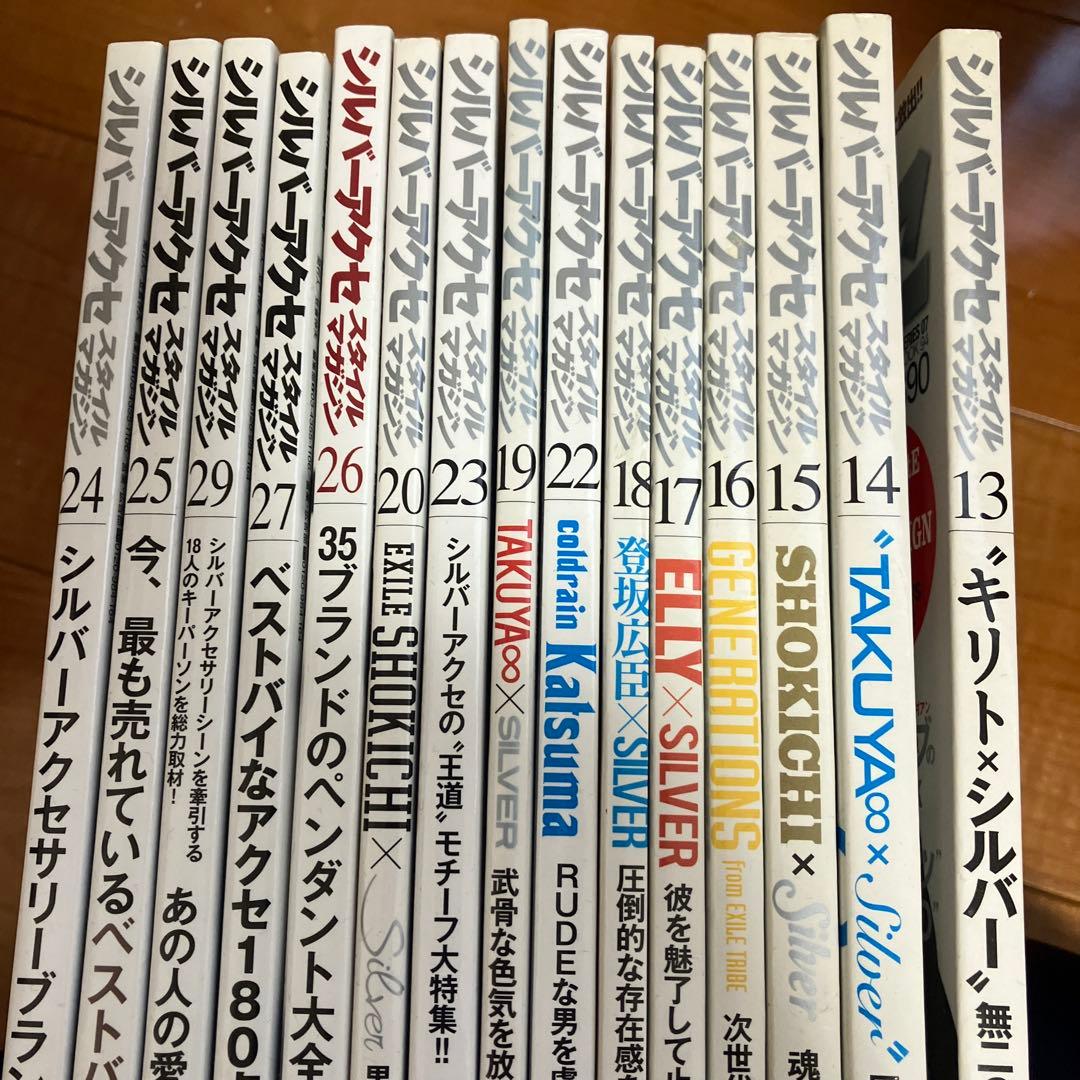 シルバーアクセ スタイルマガジン 24 シルバーアクセサリーブラン
シルバーアクセ スタイルマガジン 25 今、最も売れているベストバ
シルバーアクセ スタイルマガジン 29 シルバーアクセサリーシーンを牽引する
18人のキーパーソンを総力取材！ あの人の愛
シルバーアクセ スタイルマガジン 27 ベストバイなアクセ180
シルバーアクセ スタイルマガジン 26 35ブランドのペンダント大全
シルバーアクセ スタイルマガジン 20 EXILE SHOKICHI × Silver 男
シルバーアクセ スタイルマガジン 23 シルバーアクセの〝王道〟モチーフ大特集!!
シルバーアクセ スタイルマガジン 19 TAKUYA∞ × SILVER 武骨な色気を放
シルバーアクセ スタイルマガジン 22 coldrain Katsuma RUDEな男を虜
シルバーアクセ スタイルマガジン 18 登坂広臣×SILVER 圧倒的な存在感を
シルバーアクセ スタイルマガジン 17 ELLY×SILVER 彼を魅了して止
シルバーアクセ スタイルマガジン 16 GENERATIONS from EXILE TRIBE 次世代
シルバーアクセ スタイルマガジン 15 SHOKICHI × Silver 魂
シルバーアクセ スタイルマガジン 14 〝TAKUYA∞ × Silver〟
シルバーアクセ スタイルマガジン 13 〝キリト×シルバー〟無二